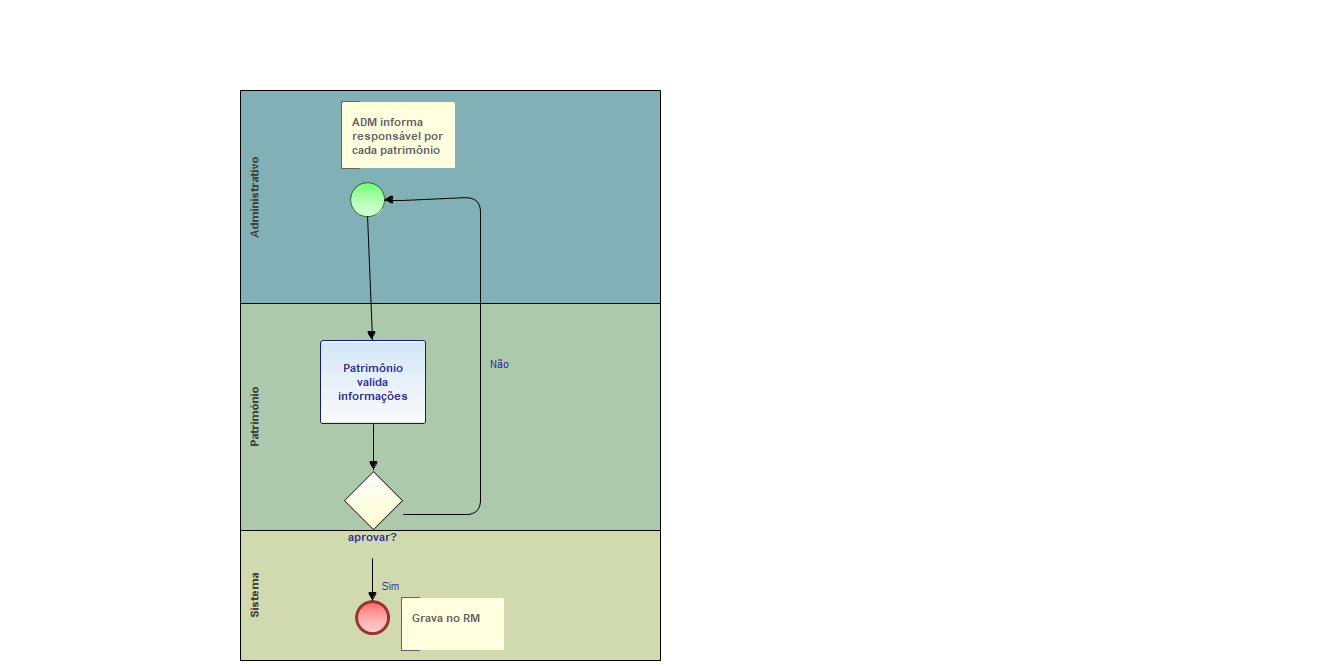 ADM informa
responsável por
cada patrimônio
Administrativo
Patrimônio
valida
informações
Não
Patrimônio
aprovar?
Sim
Sistema
Grava no RM